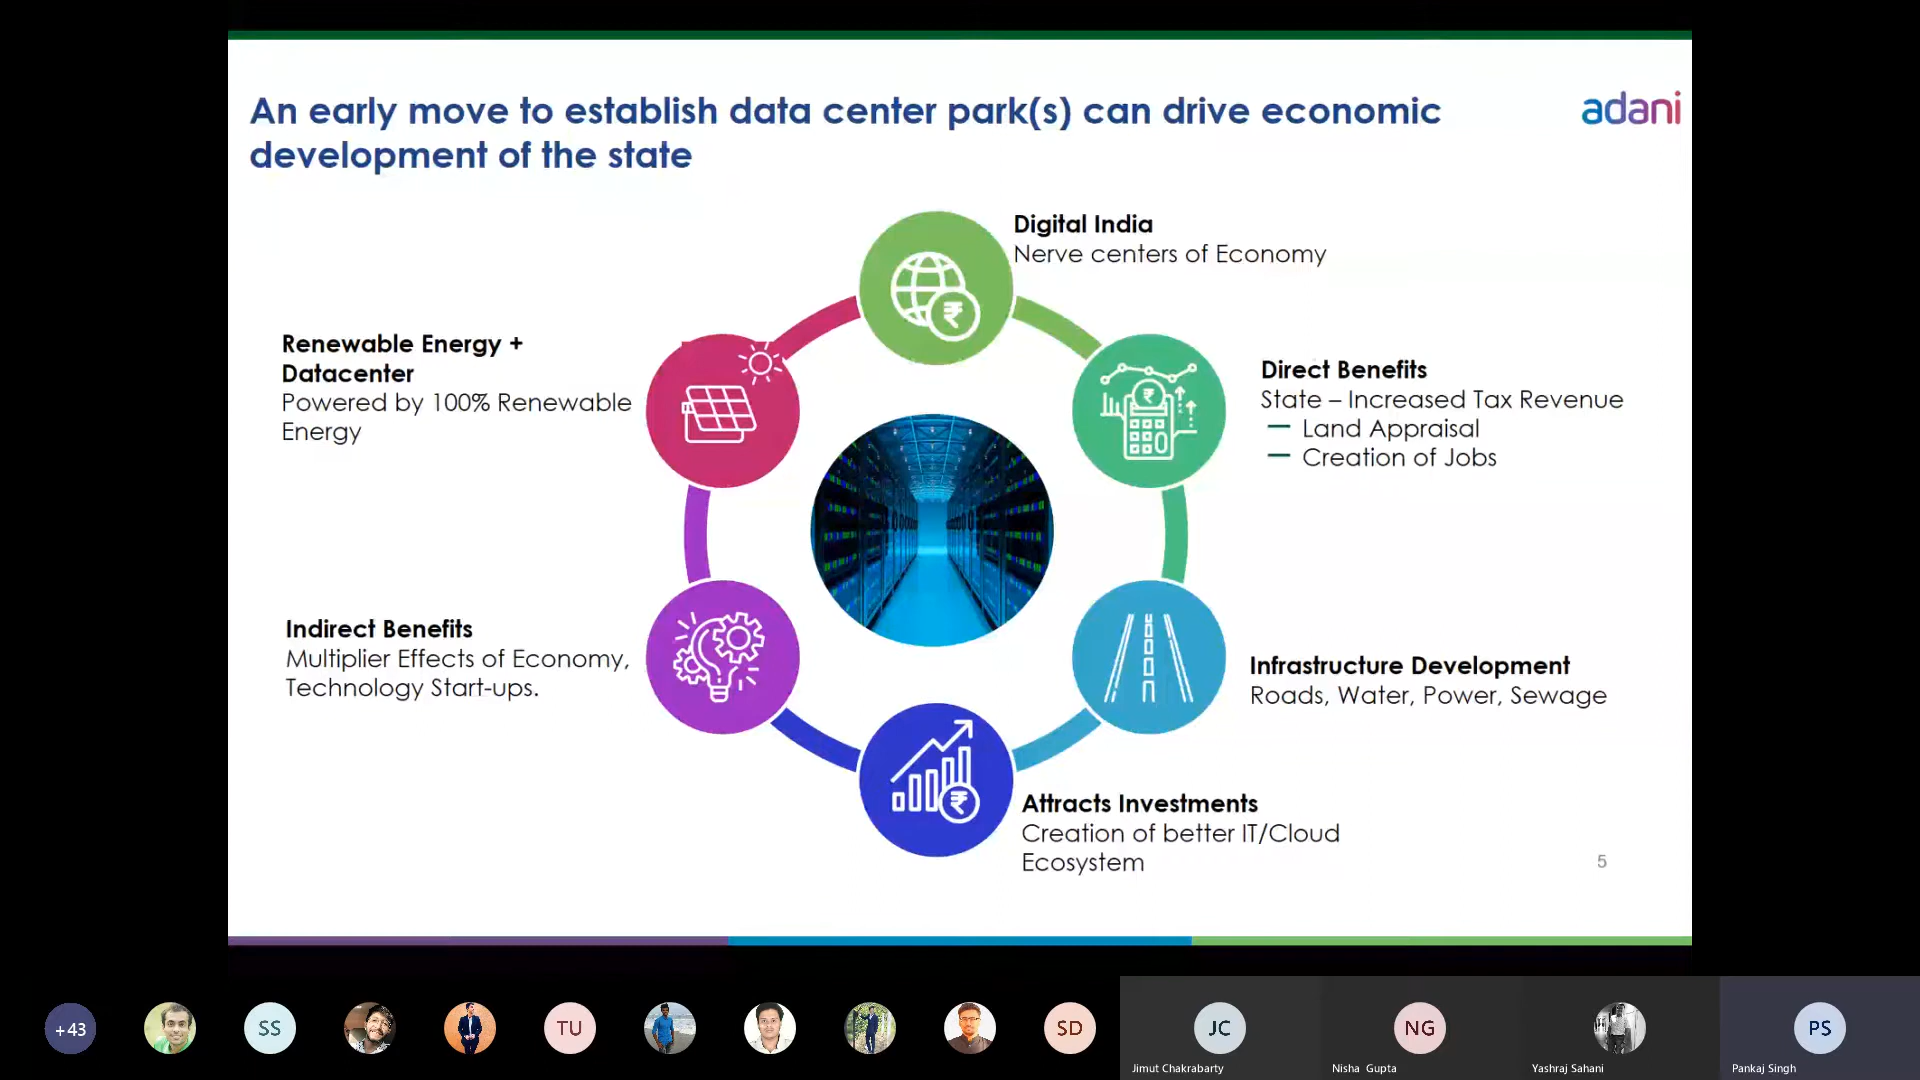 An early move to establish data center park(s) can drive economic
development of the state
adani
Digital India
Nerve centers of Economy
Renewable Energy +
Datacenter
Powered by 100% Renewable
Energy
Direct Benefits
State – Increased Tax Revenue
— Land Appraisal
— Creation of Jobs
Indirect Benefits
Multiplier Effects of Economy,
Technology Start-ups.
Infrastructure Development
Roads, Water, Power, Sewage
Attracts Investments
Creation of better IT/Cloud
Ecosystem
5
+43
SS
TU
SD
JC
Jimut Chakrabarty
NG
Nisha Gupta
Yashraj Sahani
PS
Pankaj Singh